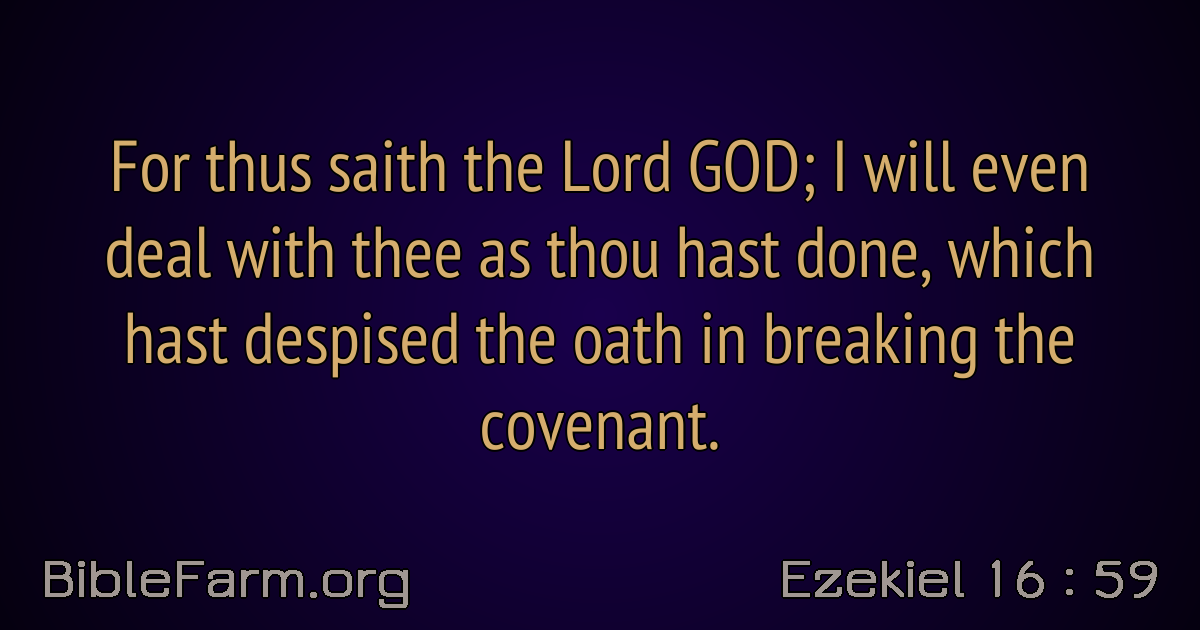 For thus saith the Lord GOD; I will even
deal with thee as thou hast done, which
hast despised the oath in breaking the
covenant.
BibleFarm.org
Ezekiel 16 : 59